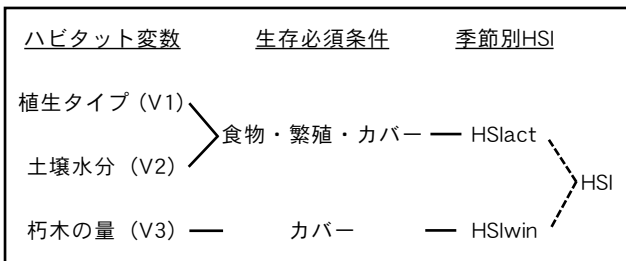 ハビタット変数 生存必須条件 季節別HSI
植生タイプ (V1)
食物・繁殖・カバー HSIact
土壌水分 (V2)
HSI
朽木の量 (V3) カバー HSIwin